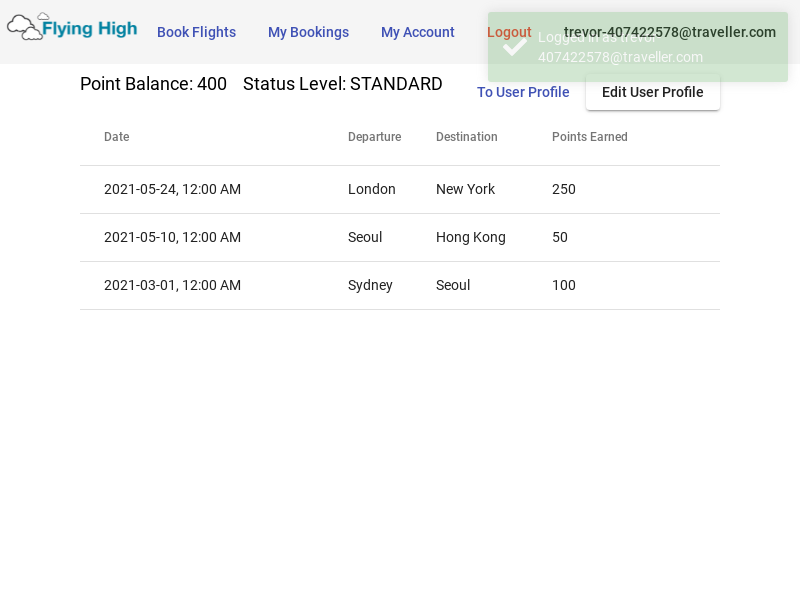 Flying High Book Flights My Bookings My Account Logout trevor-407422578@traveller.com
Logged in as trevor-
407422578@traveller.com
Point Balance: 400 Status Level: STANDARD To User Profile Edit User Profile
Date Departure Destination Points Earned
2021-05-24, 12:00 AM London New York 250
2021-05-10, 12:00 AM Seoul Hong Kong 50
2021-03-01, 12:00 AM Sydney Seoul 100